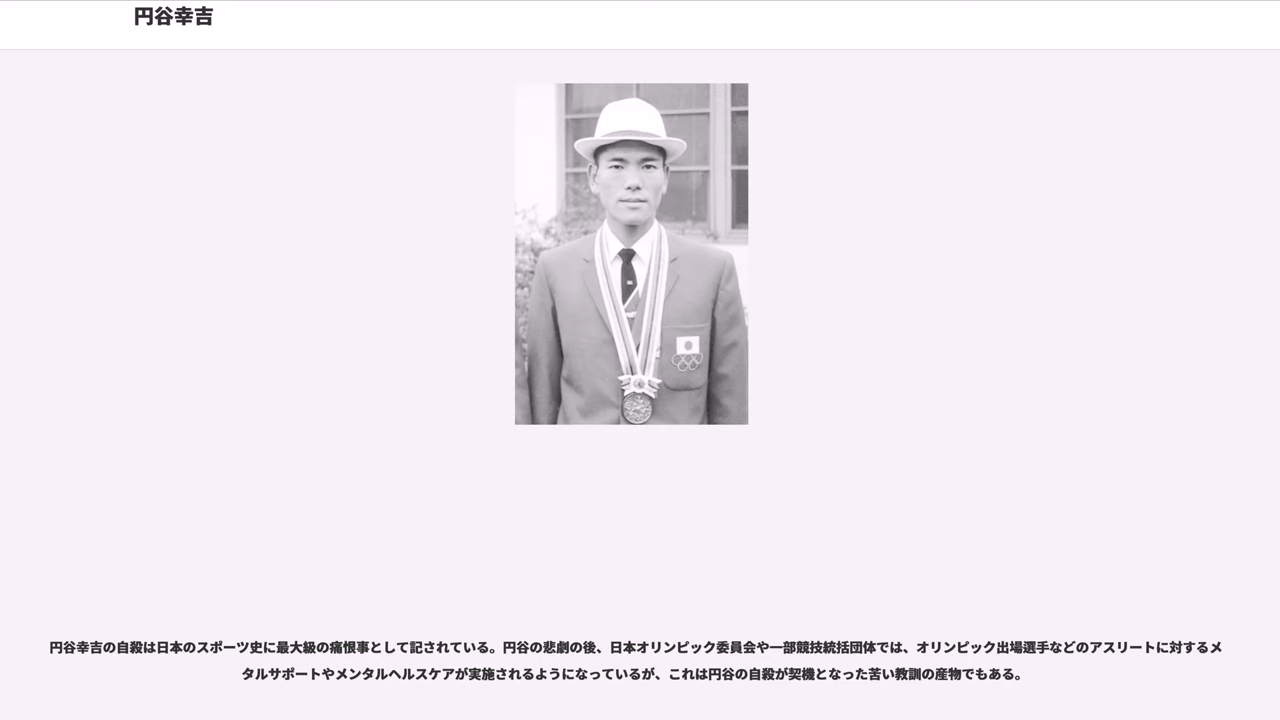 円谷幸吉
円谷幸吉の自殺は日本のスポーツ史に最大級の痛恨事として記されている。円谷の悲劇の後、日本オリンピック委員会や一部競技統括団体では、オリンピック出場選手などのアスリートに対するメ
タルサポートやメンタルヘルスケアが実施されるようになっているが、これは円谷の自殺が契機となった苦い教訓の産物でもある。